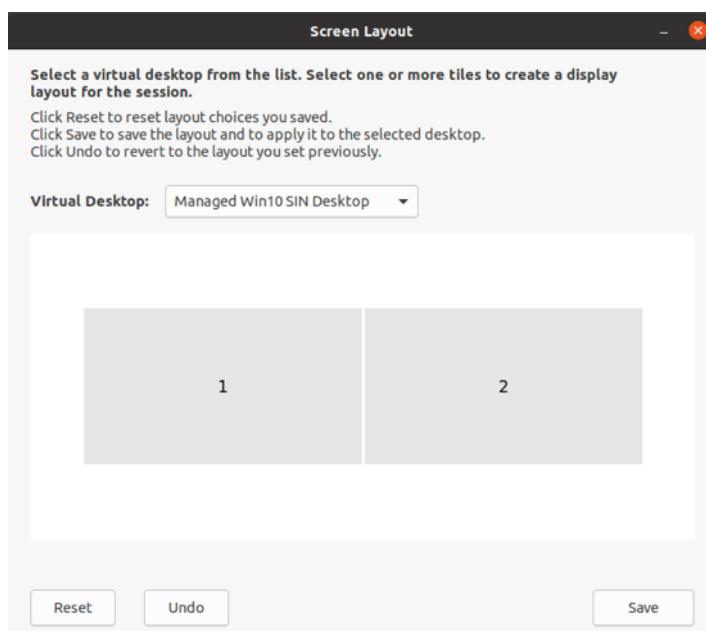 Screen Layout
Select a virtual desktop from the list. Select one or more tiles to create a display
layout for the session.
Click Reset to reset layout choices you saved.
Click Save to save the layout and to apply it to the selected desktop.
Click Undo to revert to the layout you set previously.
Virtual Desktop: Managed Win10 SIN Desktop
1 2
Reset Undo Save